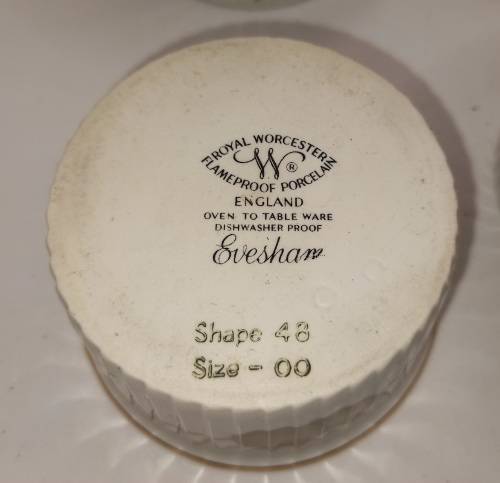 ROYAL WORCESTER
W ®
FLAMEPROOF PORCELAIN
ENGLAND
OVEN TO TABLE WARE
DISHWASHER PROOF
Evesham
Shape 48
Size - 00